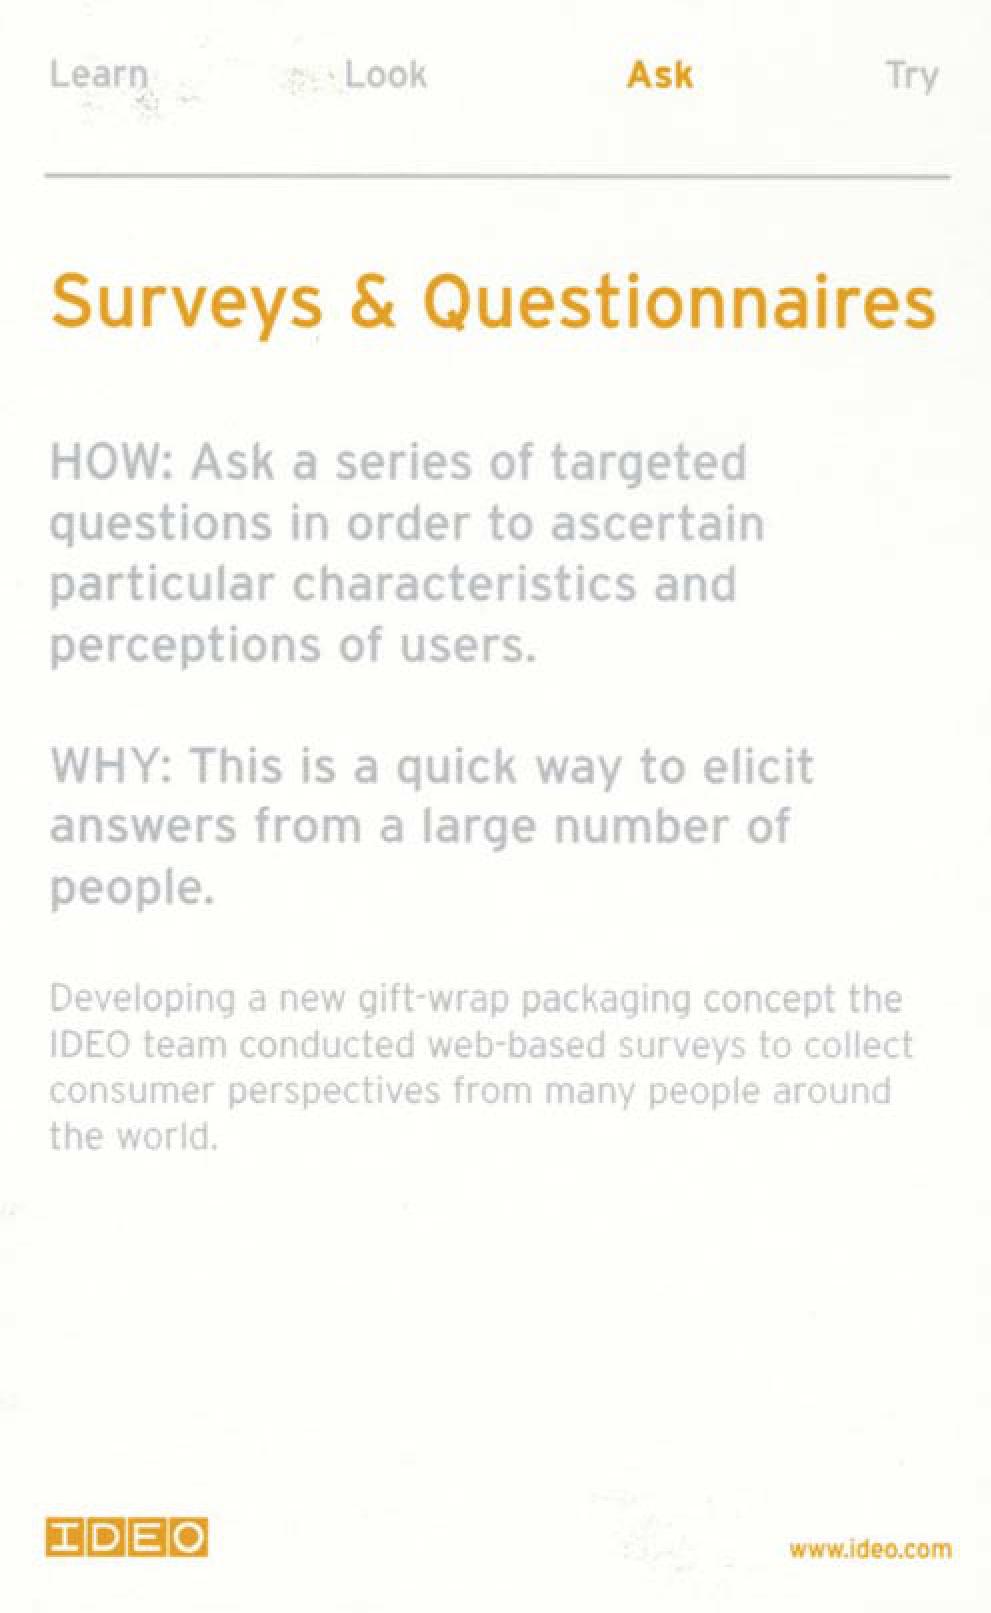 Learn Look Ask Try
Surveys & Questionnaires
HOW: Ask a series of targeted
questions in order to ascertain
particular characteristics and
perceptions of users.
WHY: This is a quick way to elicit
answers from a large number of
people.
Developing a new gift-wrap packaging concept the
IDEO team conducted web-based surveys to collect
consumer perspectives from many people around
the world.
IDEO
www.ideo.com